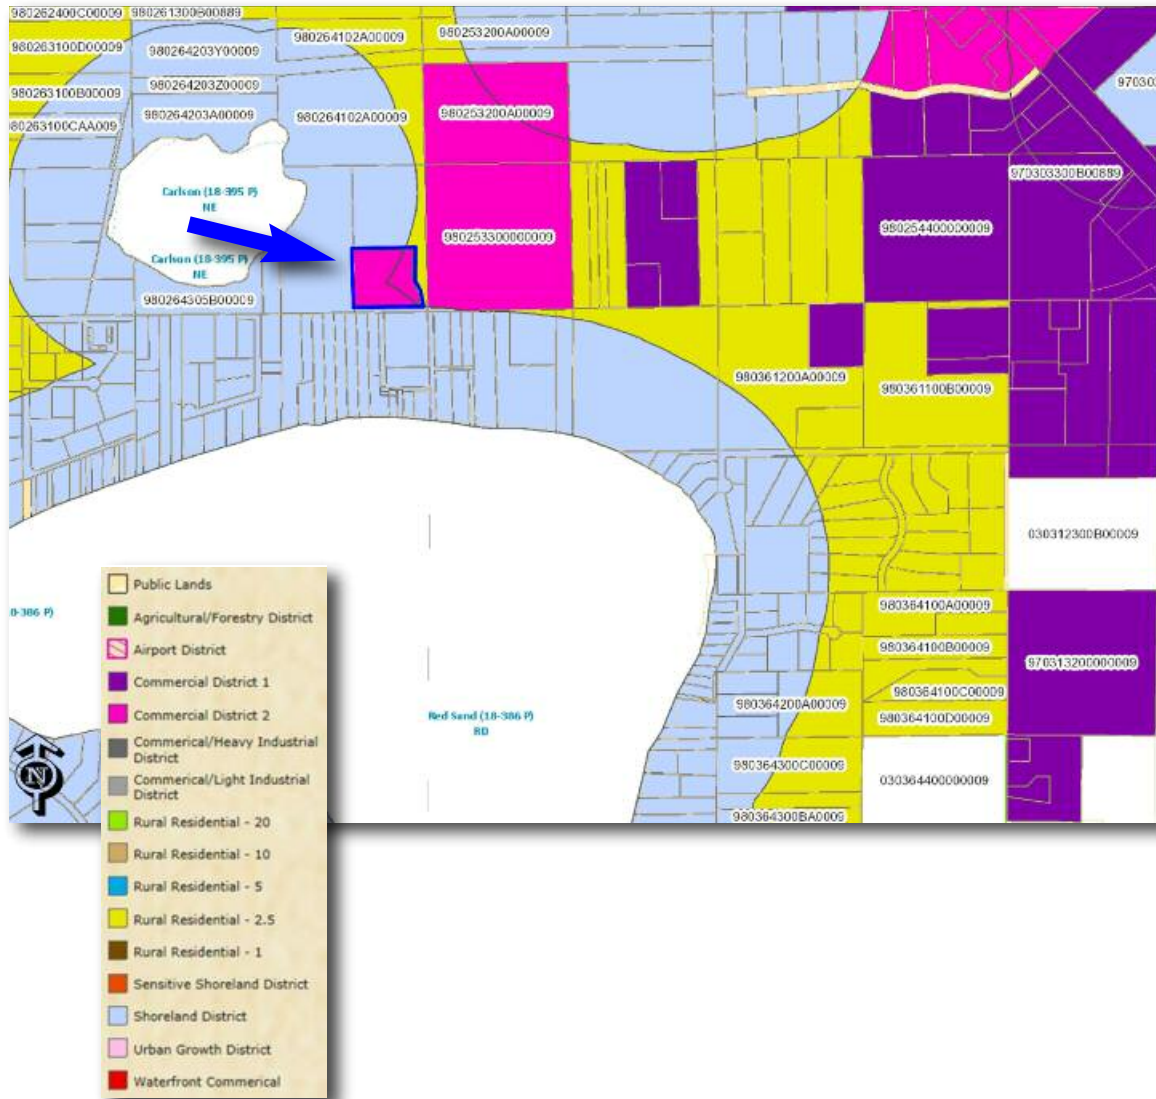 980262400C00009
980261300B00889
980263100D00009
980264203Y00009
980264102A00009
980253200A00009
980263100B00009
980264203Z00009
980263100CAA009
980264203A00009
980264102A00009
980253200A00009
97030
Carlson (18-395 P)
NE
970303300B00889
980253300000009
980254400000009
Carlson (18-395 P)
NE
980264305B00009
980361200A00009
980361100B00009
030312300B00009
0-386 P)
980364100A00009
980364100B00009
970313200000009
980364100C00009
980364200A00009
980364100D00009
Red Sand (18-386 P)
RD
980364300C00009
030364400000009
980364300BA0009
N
Public Lands
Agricultural/Forestry District
Airport District
Commercial District 1
Commercial District 2
Commerical/Heavy Industrial
District
Commerical/Light Industrial
District
Rural Residential - 20
Rural Residential - 10
Rural Residential - 5
Rural Residential - 2.5
Rural Residential - 1
Sensitive Shoreland District
Shoreland District
Urban Growth District
Waterfront Commerical